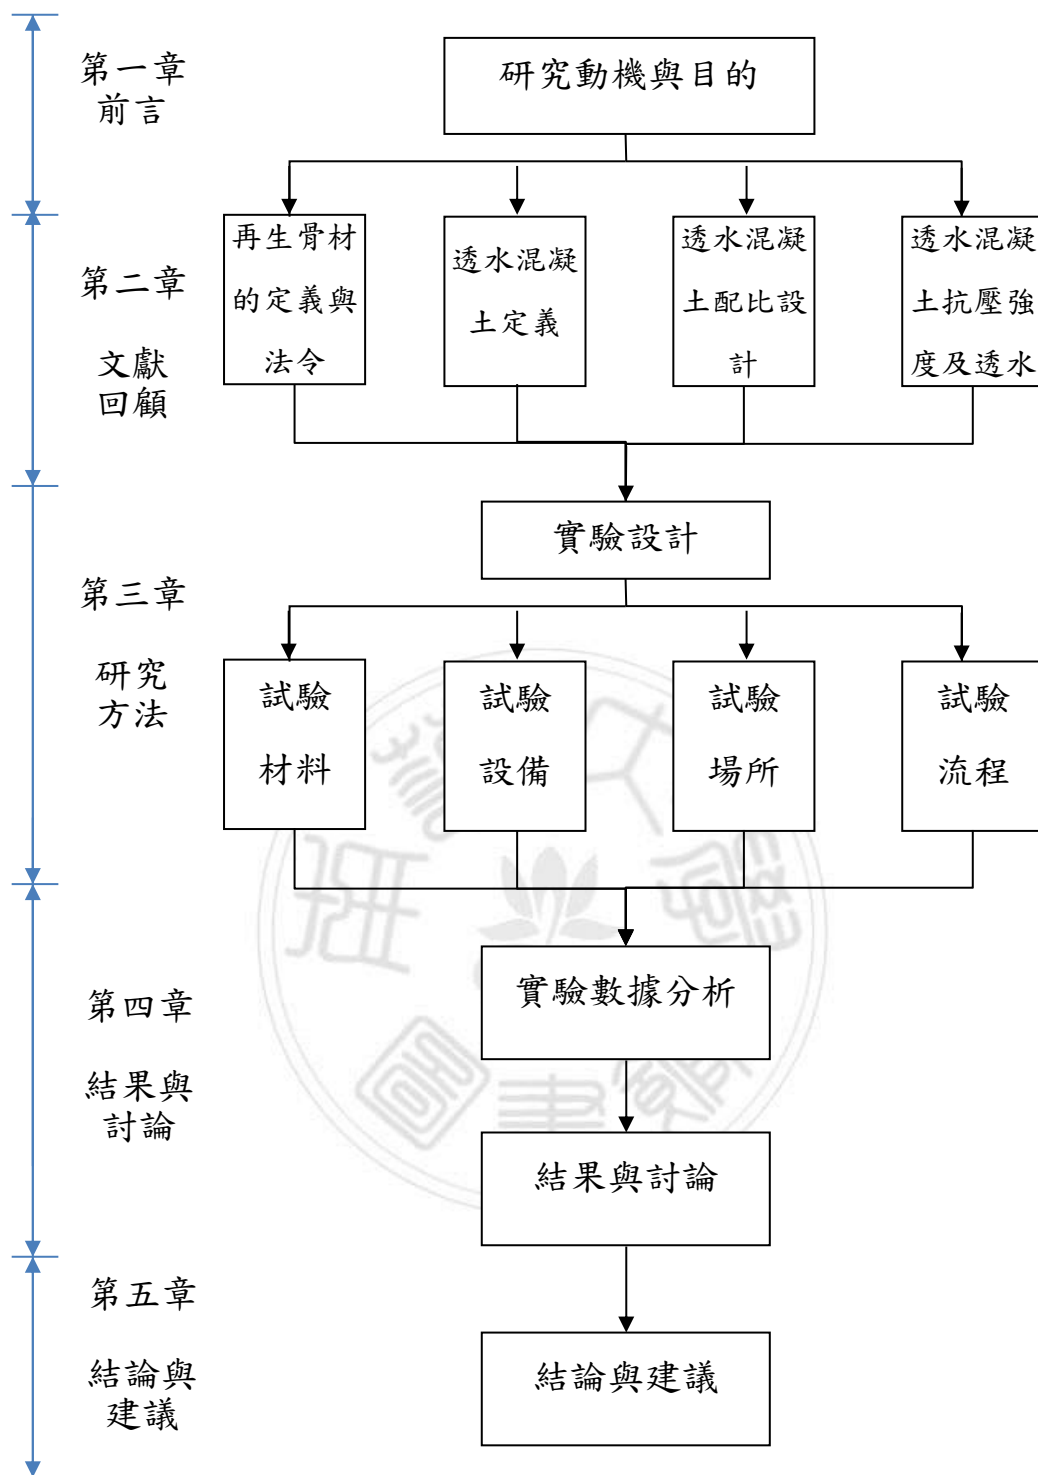 第一章
前言
研究動機與目的
第二章
文獻
回顧
再生骨材
的定義與
法令
透水混凝
土定義
透水混凝
土配比設
計
透水混凝
土抗壓強
度及透水
第三章
研究
方法
實驗設計
試驗
材料
試驗
設備
試驗
場所
試驗
流程
第四章
結果與
討論
實驗數據分析
結果與討論
第五章
結論與
建議
結論與建議